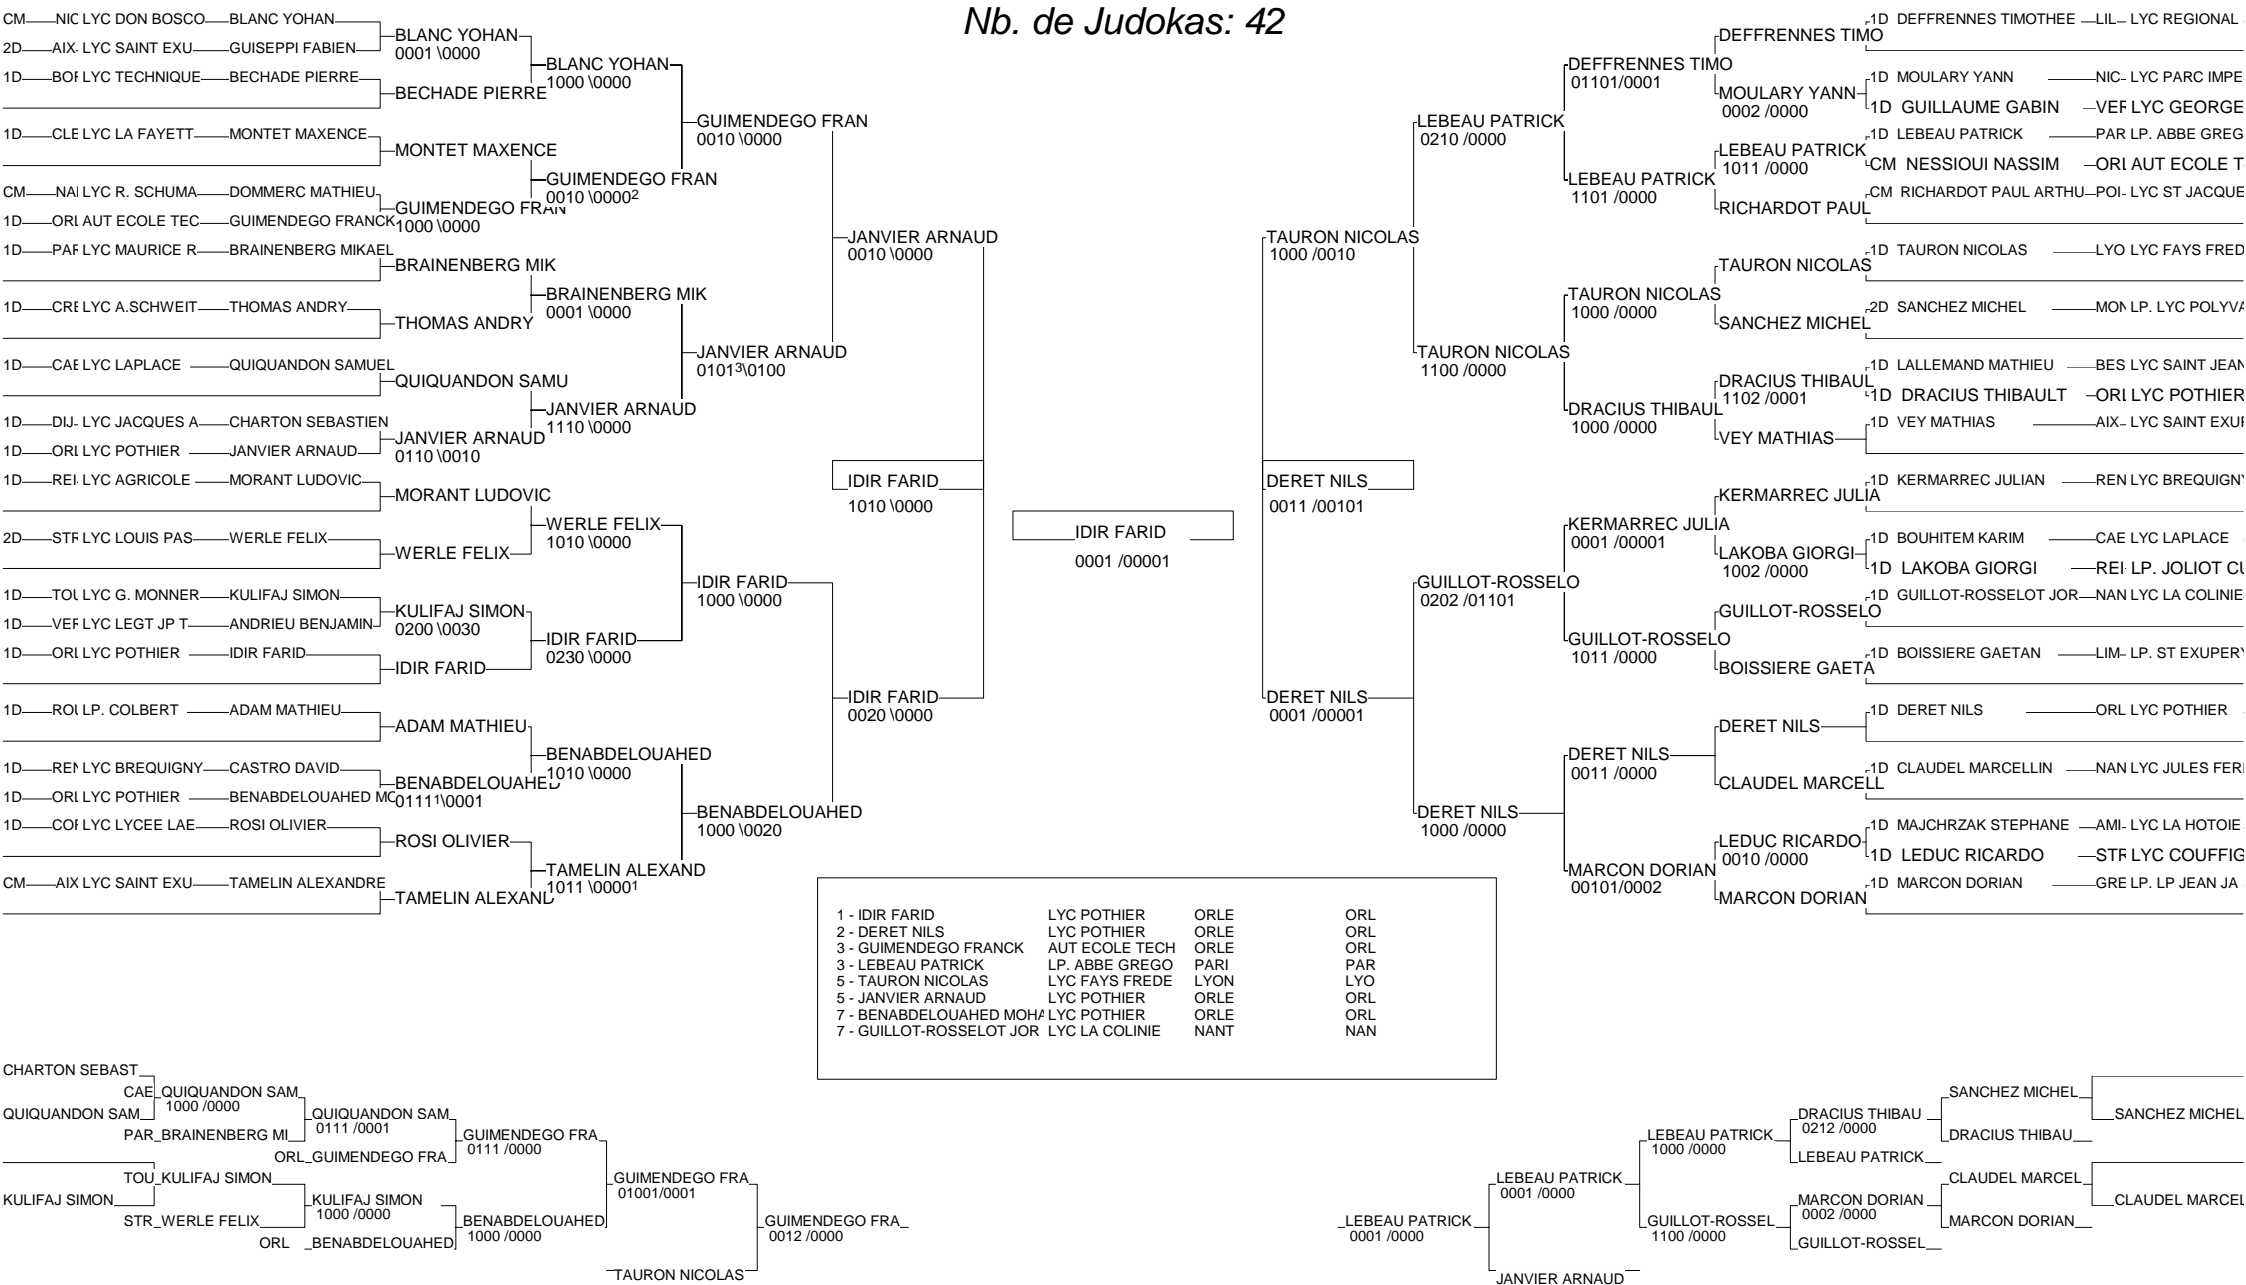 Nb. de Judokas: 42
CM NIC LYC DON BOSCO BLANC YOHAN
2D AIX LYC SAINT EXU GUISEPPI FABIEN
1D LYC TECHNIQUE BECHADE PIERRE
1D CLE LYC LA FAYETT MONTET MAXENCE
CM LYC R. SCHUMA DOMMERC MATHIEU
1D ORL AUT ECOLE TEC GUIMENDEGO FRANCK
1D PAR LYC MAURICE R BRAINENBERG MIKAEL
1D CRE LYC A.SCHWEIT THOMAS ANDRY
1D CAE LYC LAPLACE QUIQUANDON SAMUEL
1D DIJ LYC JACQUES A CHARTON SEBASTIEN
1D ORL LYC POTHIER JANVIER ARNAUD
1D REI LYC AGRICOLE MORANT LUDOVIC
2D STR LYC LOUIS PAS WERLE FELIX
1D TOU LYC G. MONNER KULIFAJ SIMON
1D VER LYC LEGT JP T ANDRIEU BENJAMIN
1D ORL LYC POTHIER IDIR FARID
1D ROU LP. COLBERT ADAM MATHIEU
1D REN LYC BREQUIGNY CASTRO DAVID
1D ORL LYC POTHIER BENABDELOUAHED MO
1D LYC LYCEE LAE ROSI OLIVIER
CM AIX LYC SAINT EXU TAMELIN ALEXANDRE
BLANC YOHAN
0001 \0000
BECHADE PIERRE
MONTET MAXENCE
GUIMENDEGO FRAN
1000 \0000
BRAINENBERG MIK
THOMAS ANDRY
QUIQUANDON SAMU
JANVIER ARNAUD
0110 \0010
MORANT LUDOVIC
WERLE FELIX
KULIFAJ SIMON
0200 \0030
IDIR FARID
ADAM MATHIEU
BENABDELOUAHED
01111\0001
ROSI OLIVIER
TAMELIN ALEXAND
BLANC YOHAN
1000 \0000
GUIMENDEGO FRAN
0010 \00002
BRAINENBERG MIK
0001 \0000
JANVIER ARNAUD
1110 \0000
WERLE FELIX
1010 \0000
IDIR FARID
0230 \0000
BENABDELOUAHED
1010 \0000
TAMELIN ALEXAND
1011 \00001
GUIMENDEGO FRAN
0010 \0000
JANVIER ARNAUD
01013\0100
IDIR FARID
1000 \0000
BENABDELOUAHED
1000 \0020
JANVIER ARNAUD
0010 \0000
IDIR FARID
0020 \0000
IDIR FARID
1010 \0000
IDIR FARID
0001 /00001
DERET NILS
0011 /00101
TAURON NICOLAS
1000 /0010
DERET NILS
0001 /00001
LEBEAU PATRICK
0210 /0000
TAURON NICOLAS
1100 /0000
GUILLOT-ROSSELO
0202 /01101
DERET NILS
1000 /0000
DEFFRENNES TIMO
01101/0001
LEBEAU PATRICK
1101 /0000
TAURON NICOLAS
1000 /0000
DRACIUS THIBAUL
1000 /0000
KERMARREC JULIA
0001 /00001
GUILLOT-ROSSELO
1011 /0000
DERET NILS
0011 /0000
MARCON DORIAN
00101/0002
DEFFRENNES TIMO
MOULARY YANN
0002 /0000
LEBEAU PATRICK
1011 /0000
RICHARDOT PAUL
TAURON NICOLAS
SANCHEZ MICHEL
DRACIUS THIBAUL
1102 /0001
VEY MATHIAS
KERMARREC JULIA
LAKOBA GIORGI
1002 /0000
GUILLOT-ROSSELO
BOISSIERE GAETA
DERET NILS
CLAUDEL MARCELL
LEDUC RICARDO
0010 /0000
MARCON DORIAN
1D DEFFRENNES TIMOTHEE LIL LYC REGIONAL
1D MOULARY YANN NIC LYC PARC IMPE
1D GUILLAUME GABIN VER LYC GEORGE
1D LEBEAU PATRICK PAR LP. ABBE GREG
CM NESSIOUI NASSIM ORL AUT ECOLE T
CM RICHARDOT PAUL ARTHU POI LYC ST JACQUE
1D TAURON NICOLAS LYO LYC FAYS FRED
2D SANCHEZ MICHEL MON LP. LYC POLYVA
1D LALLEMAND MATHIEU BES LYC SAINT JEAN
1D DRACIUS THIBAULT ORL LYC POTHIER
1D VEY MATHIAS AIX LYC SAINT EXUP
1D KERMARREC JULIAN REN LYC BREQUIGNY
1D BOUHITEM KARIM CAE LYC LAPLACE
1D LAKOBA GIORGI REI LP. JOLIOT CU
1D GUILLOT-ROSSELOT JOR NAN LYC LA COLINIE
1D BOISSIERE GAETAN LIM LP. ST EXUPERY
1D DERET NILS ORL LYC POTHIER
1D CLAUDEL MARCELLIN NAN LYC JULES FER
1D MAJCHRZAK STEPHANE AMI LYC LA HOTOIE
1D LEDUC RICARDO STR LYC COUFFIG
1D MARCON DORIAN GRE LP. LP JEAN JA
1 - IDIR FARID LYC POTHIER ORLE ORL
2 - DERET NILS LYC POTHIER ORLE ORL
3 - GUIMENDEGO FRANCK AUT ECOLE TECH ORLE ORL
3 - LEBEAU PATRICK LP. ABBE GREGO PARI PAR
5 - TAURON NICOLAS LYC FAYS FREDE LYON LYO
5 - JANVIER ARNAUD LYC POTHIER ORLE ORL
7 - BENABDELOUAHED MOHA LYC POTHIER ORLE ORL
7 - GUILLOT-ROSSELOT JOR LYC LA COLINIE NANT NAN
CHARTON SEBAST
QUIQUANDON SAM
KULIFAJ SIMON
CAE QUIQUANDON SAM
1000 /0000
PAR BRAINENBERG MI
TOU KULIFAJ SIMON
STR WERLE FELIX
QUIQUANDON SAM
0111 /0001
ORL GUIMENDEGO FRA
KULIFAJ SIMON
1000 /0000
ORL BENABDELOUAHED
GUIMENDEGO FRA
0111 /0000
BENABDELOUAHED
1000 /0000
GUIMENDEGO FRA
01001/0001
TAURON NICOLAS
GUIMENDEGO FRA
0012 /0000
LEBEAU PATRICK
0001 /0000
LEBEAU PATRICK
0001 /0000
JANVIER ARNAUD
LEBEAU PATRICK
1000 /0000
GUILLOT-ROSSEL
1100 /0000
DRACIUS THIBAU
0212 /0000
LEBEAU PATRICK
MARCON DORIAN
0002 /0000
GUILLOT-ROSSEL
SANCHEZ MICHEL
DRACIUS THIBAU
CLAUDEL MARCEL
MARCON DORIAN
SANCHEZ MICHEL
CLAUDEL MARCEL